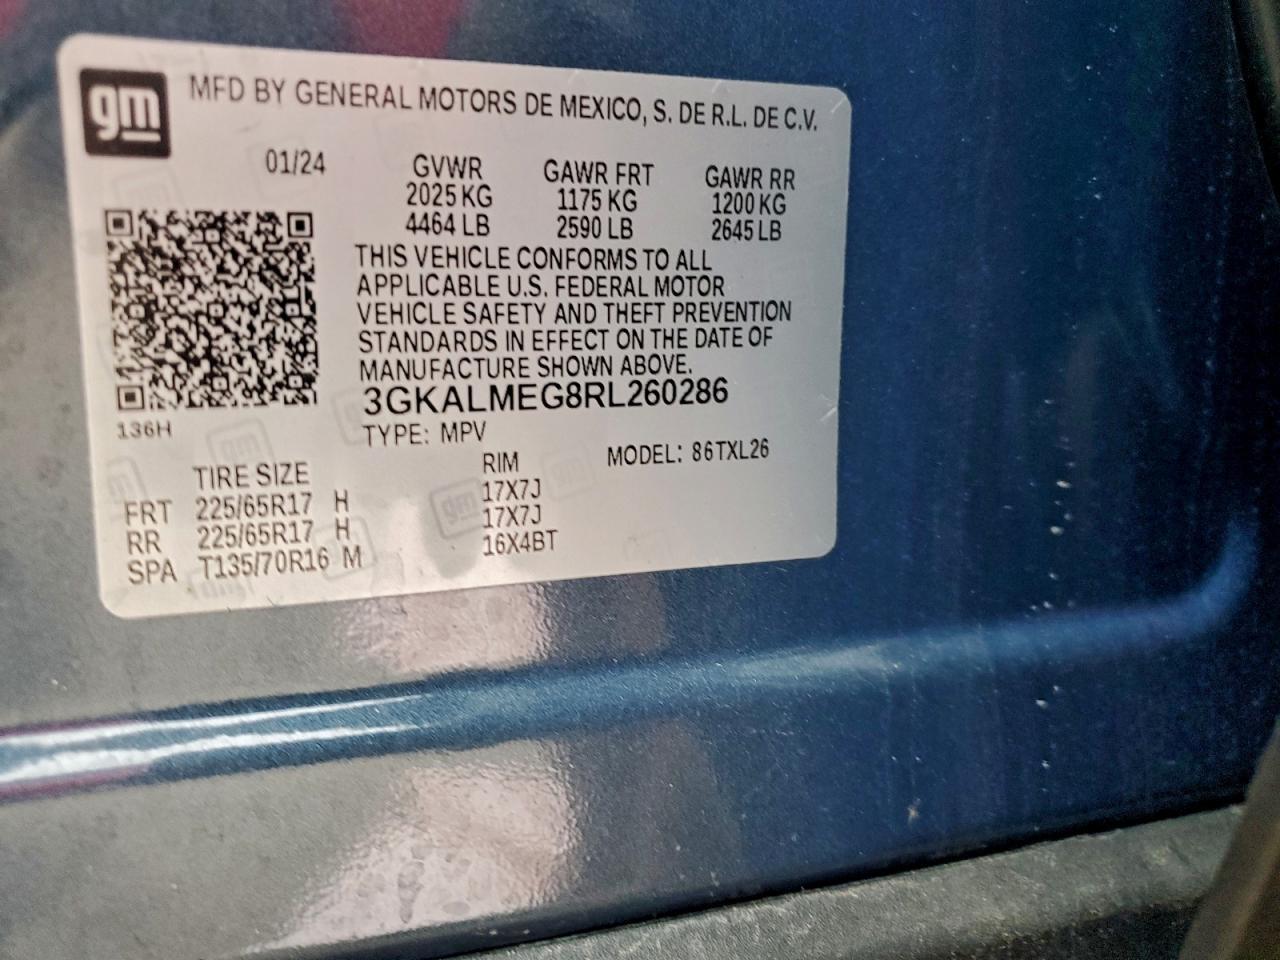 gm
MFD BY GENERAL MOTORS DE MEXICO, S. DE R.L. DE C.V.
01/24 GVWR GAWR FRT GAWR RR
2025 KG 1175 KG 1200 KG
4464 LB 2590 LB 2645 LB
THIS VEHICLE CONFORMS TO ALL
APPLICABLE U.S. FEDERAL MOTOR
VEHICLE SAFETY AND THEFT PREVENTION
STANDARDS IN EFFECT ON THE DATE OF
MANUFACTURE SHOWN ABOVE.
3GKALMEG8RL260286
136H
TYPE: MPV MODEL: 86TXL26
TIRE SIZE RIM
FRT 225/65R17 H 17X7J
RR 225/65R17 H 17X7J
SPA T135/70R16 M 16X4BT